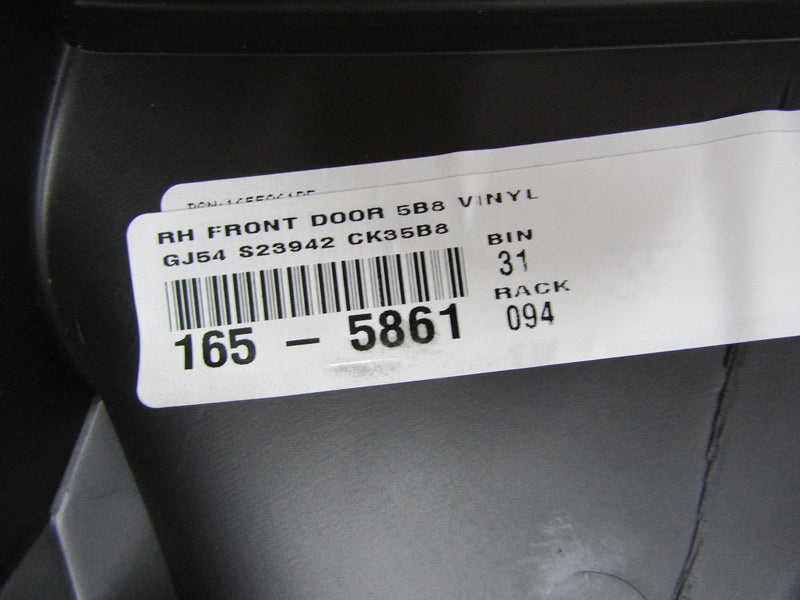 RH FRONT DOOR 5B8 VINYL
GJ54 S23942 CK35B8
165 - 5861
BIN
31
RACK
094